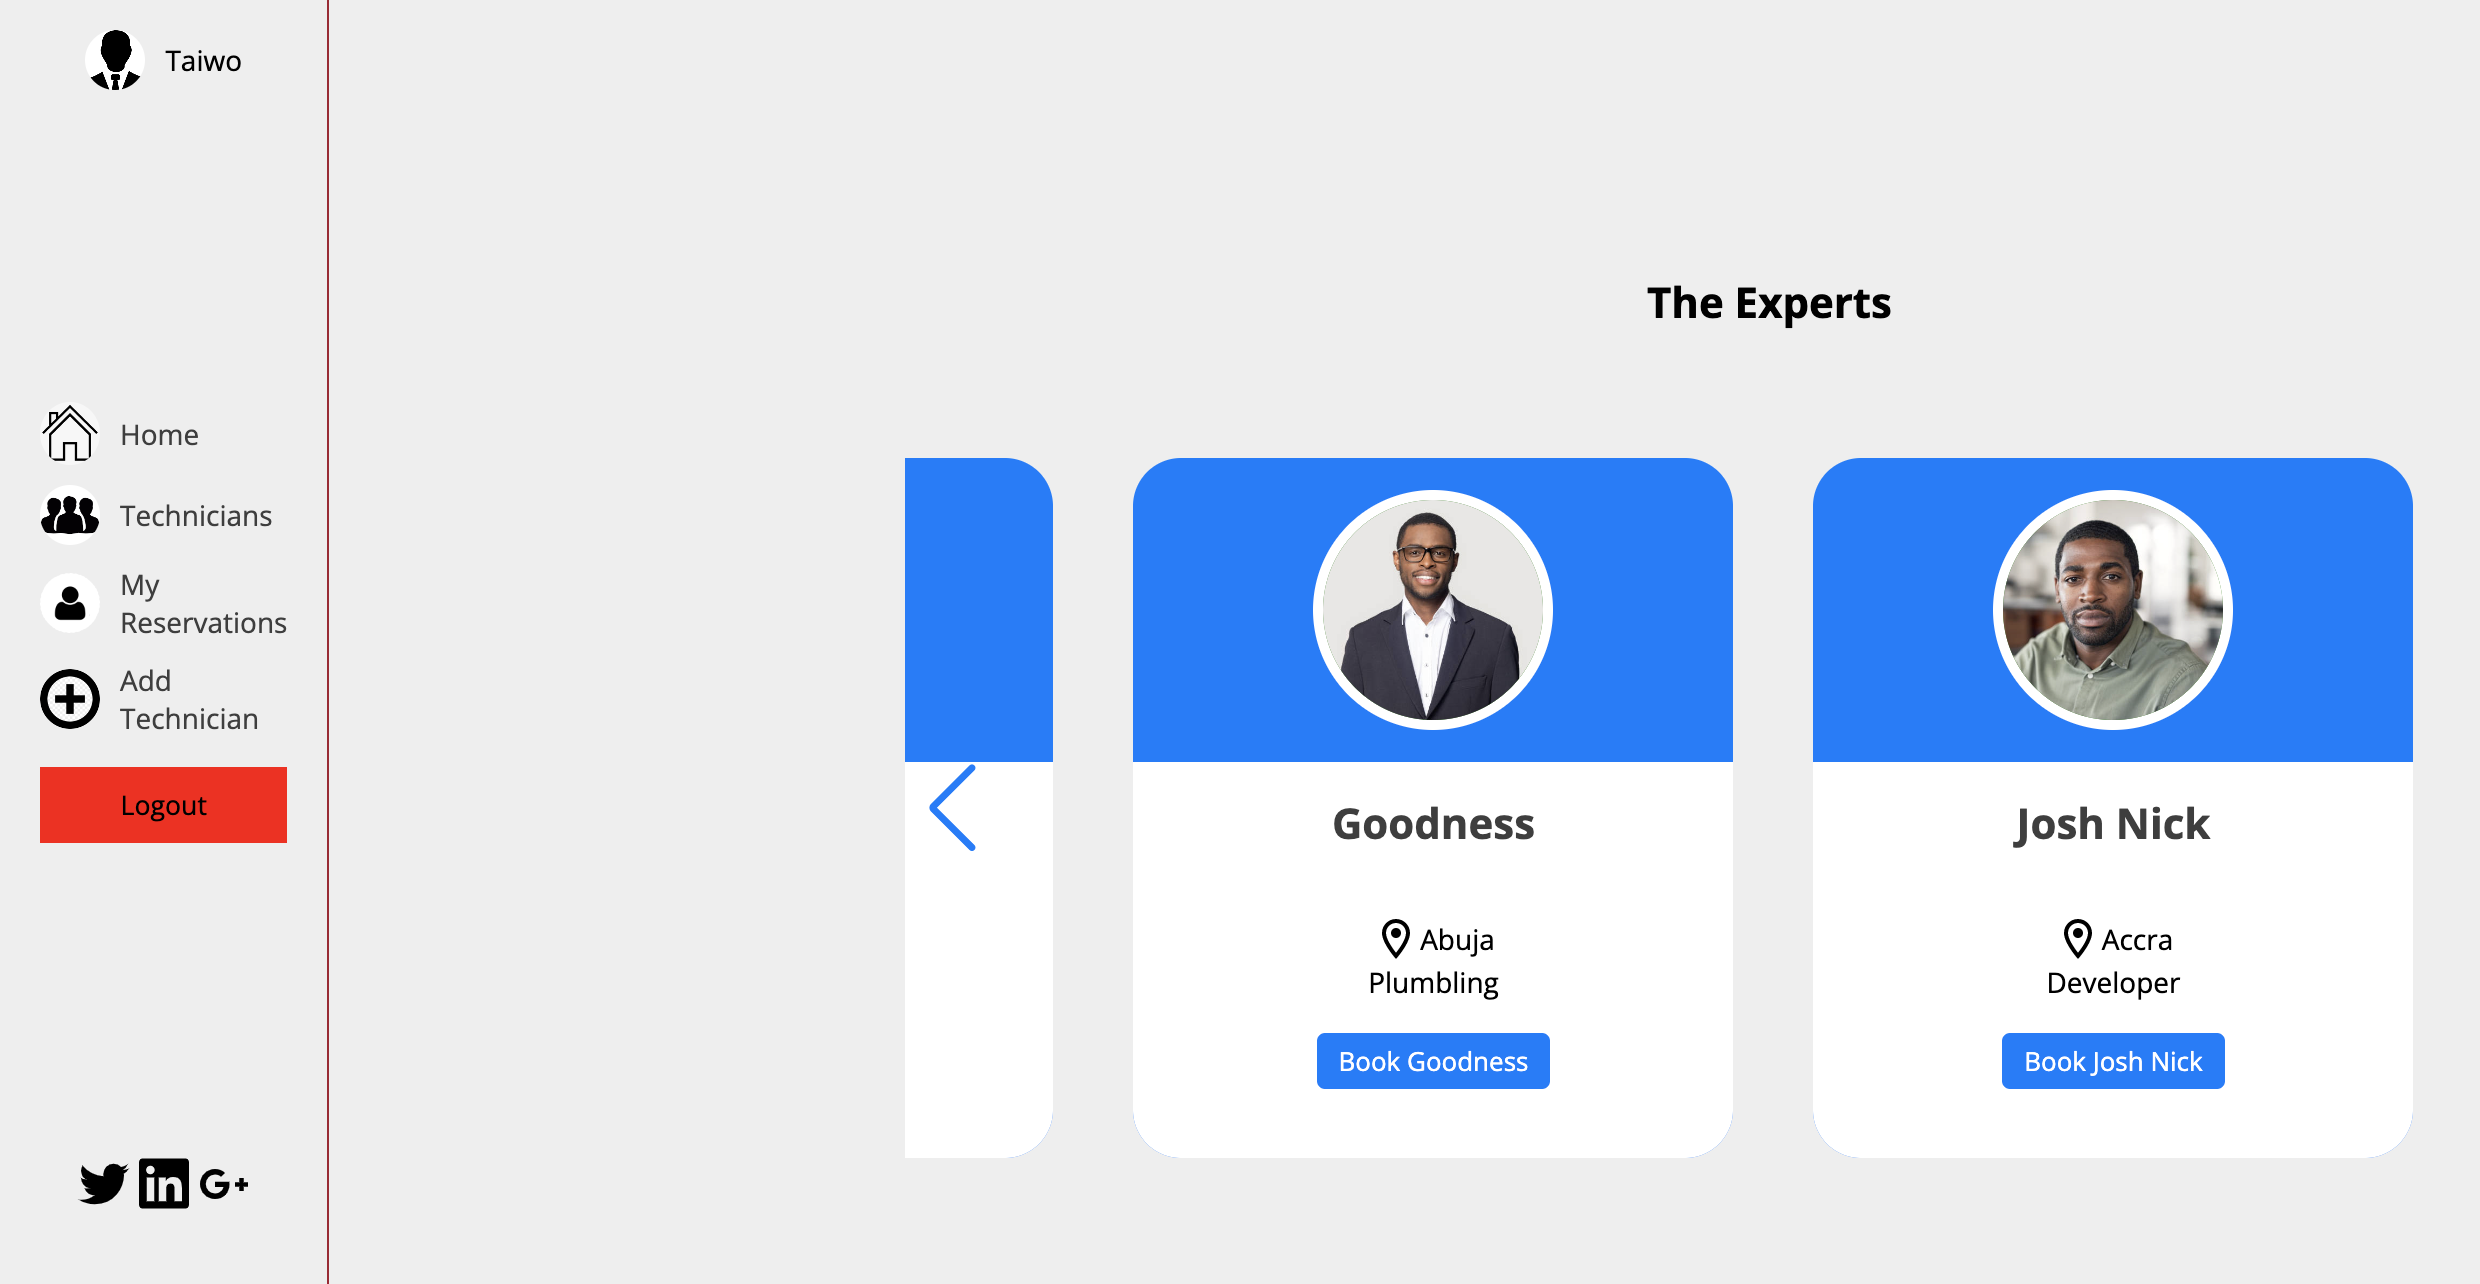 Taiwo
Home
Technicians
My
Reservations
Add
Technician
Logout
in
G+
The Experts
Goodness
Abuja
Plumbling
Book Goodness
Josh Nick
Accra
Developer
Book Josh Nick